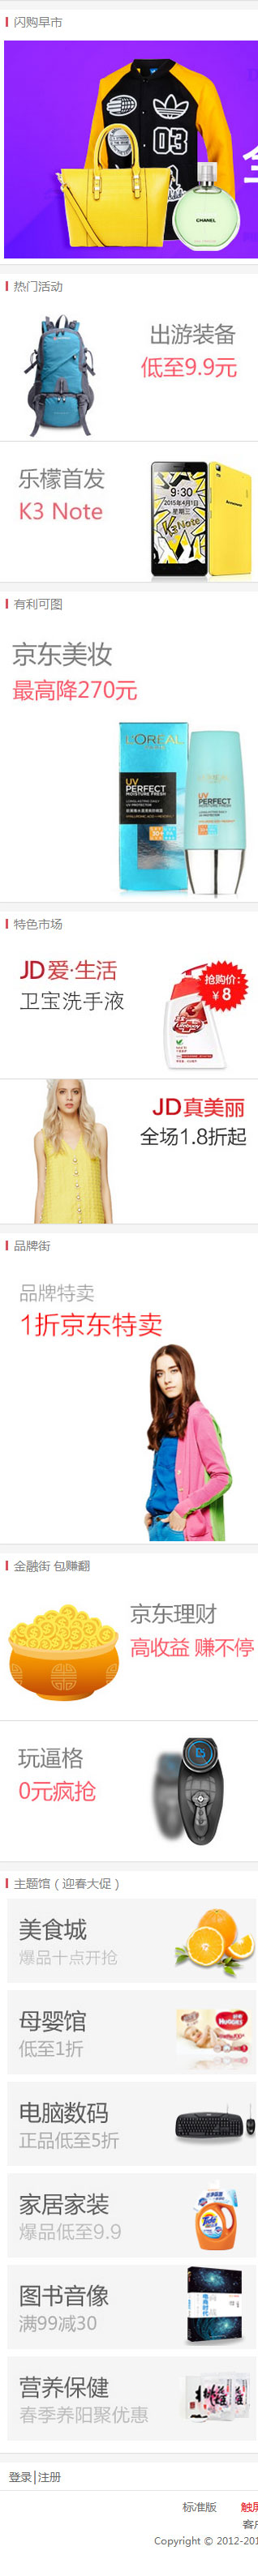 闪购早市
03
CHANEL
全
热门活动
出游装备
低至9.9元
乐檬首发
K3 Note
9:30
2015年4月1日
星期三
K3 Note
lenovo
有利可图
京东美妆
最高降270元
L'OREAL
UV
PERFECT
MOISTURE FRESH
UV
PERFECT
MOISTURE FRESH
特色市场
JD爱·生活
卫宝洗手液
抢购价
¥8
JD真美丽
全场1.8折起
品牌街
品牌特卖
1折京东特卖
金融街 包赚翻
京东理财
高收益 赚不停
玩逼格
0元疯抢
主题馆（迎春大促）
美食城
爆品十点开抢
母婴馆
低至1折
HUGGIES
电脑数码
正品低至5折
家居家装
爆品低至9.9
Tide
图书音像
满99减30
营养保健
春季养阳聚优惠
登录|注册
标准版
触屏
客户
Copyright © 2012-201